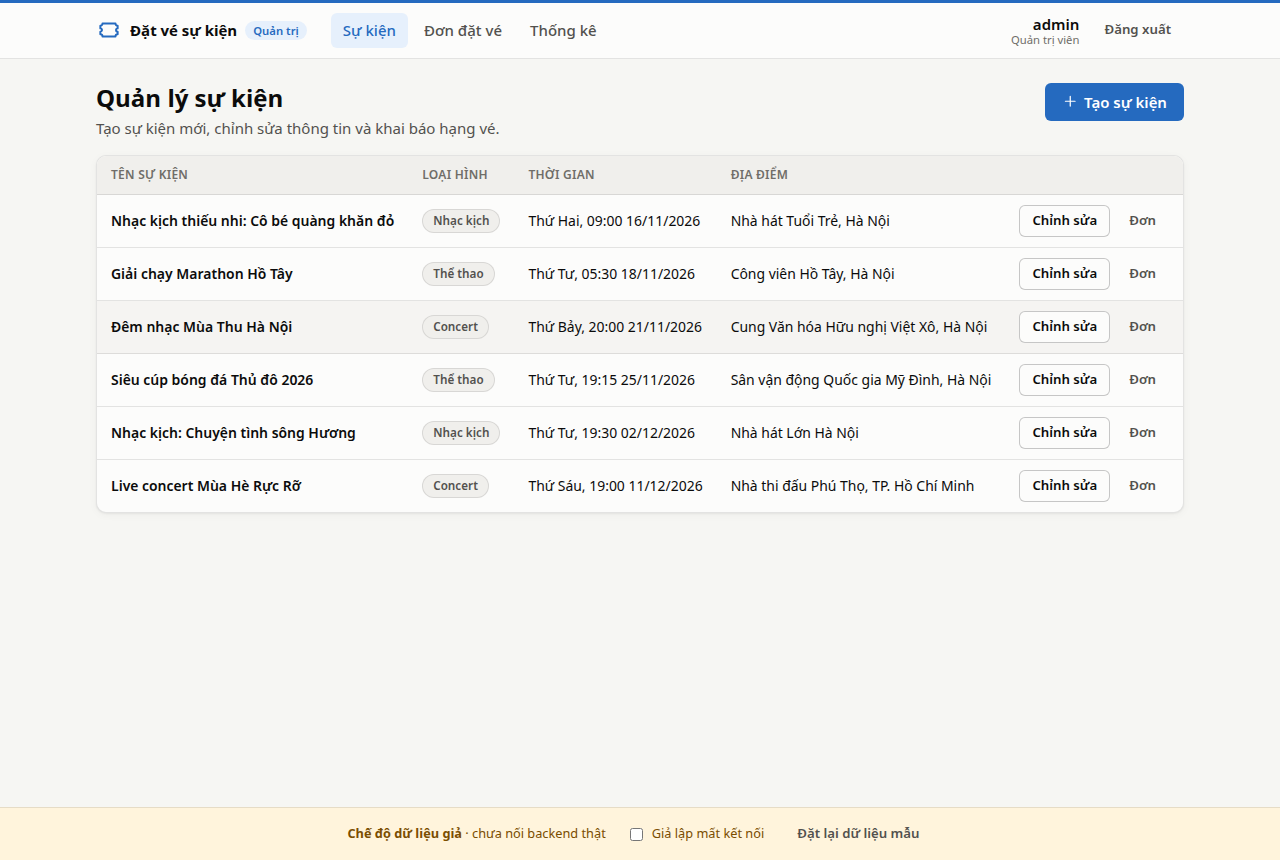 Đặt vé sự kiện Quản trị Sự kiện Đơn đặt vé Thống kê admin Đăng xuất
Quản trị viên
Quản lý sự kiện
+ Tạo sự kiện
Tạo sự kiện mới, chỉnh sửa thông tin và khai báo hạng vé.
TÊN SỰ KIỆN LOẠI HÌNH THỜI GIAN ĐỊA ĐIỂM
Nhạc kịch thiếu nhi: Cô bé quàng khăn đỏ Nhạc kịch Thứ Hai, 09:00 16/11/2026 Nhà hát Tuổi Trẻ, Hà Nội Chỉnh sửa Đơn
Giải chạy Marathon Hồ Tây Thể thao Thứ Tư, 05:30 18/11/2026 Công viên Hồ Tây, Hà Nội Chỉnh sửa Đơn
Đêm nhạc Mùa Thu Hà Nội Concert Thứ Bảy, 20:00 21/11/2026 Cung Văn hóa Hữu nghị Việt Xô, Hà Nội Chỉnh sửa Đơn
Siêu cúp bóng đá Thủ đô 2026 Thể thao Thứ Tư, 19:15 25/11/2026 Sân vận động Quốc gia Mỹ Đình, Hà Nội Chỉnh sửa Đơn
Nhạc kịch: Chuyện tình sông Hương Nhạc kịch Thứ Tư, 19:30 02/12/2026 Nhà hát Lớn Hà Nội Chỉnh sửa Đơn
Live concert Mùa Hè Rực Rỡ Concert Thứ Sáu, 19:00 11/12/2026 Nhà thi đấu Phú Thọ, TP. Hồ Chí Minh Chỉnh sửa Đơn
Chế độ dữ liệu giả · chưa nối backend thật Giả lập mất kết nối Đặt lại dữ liệu mẫu